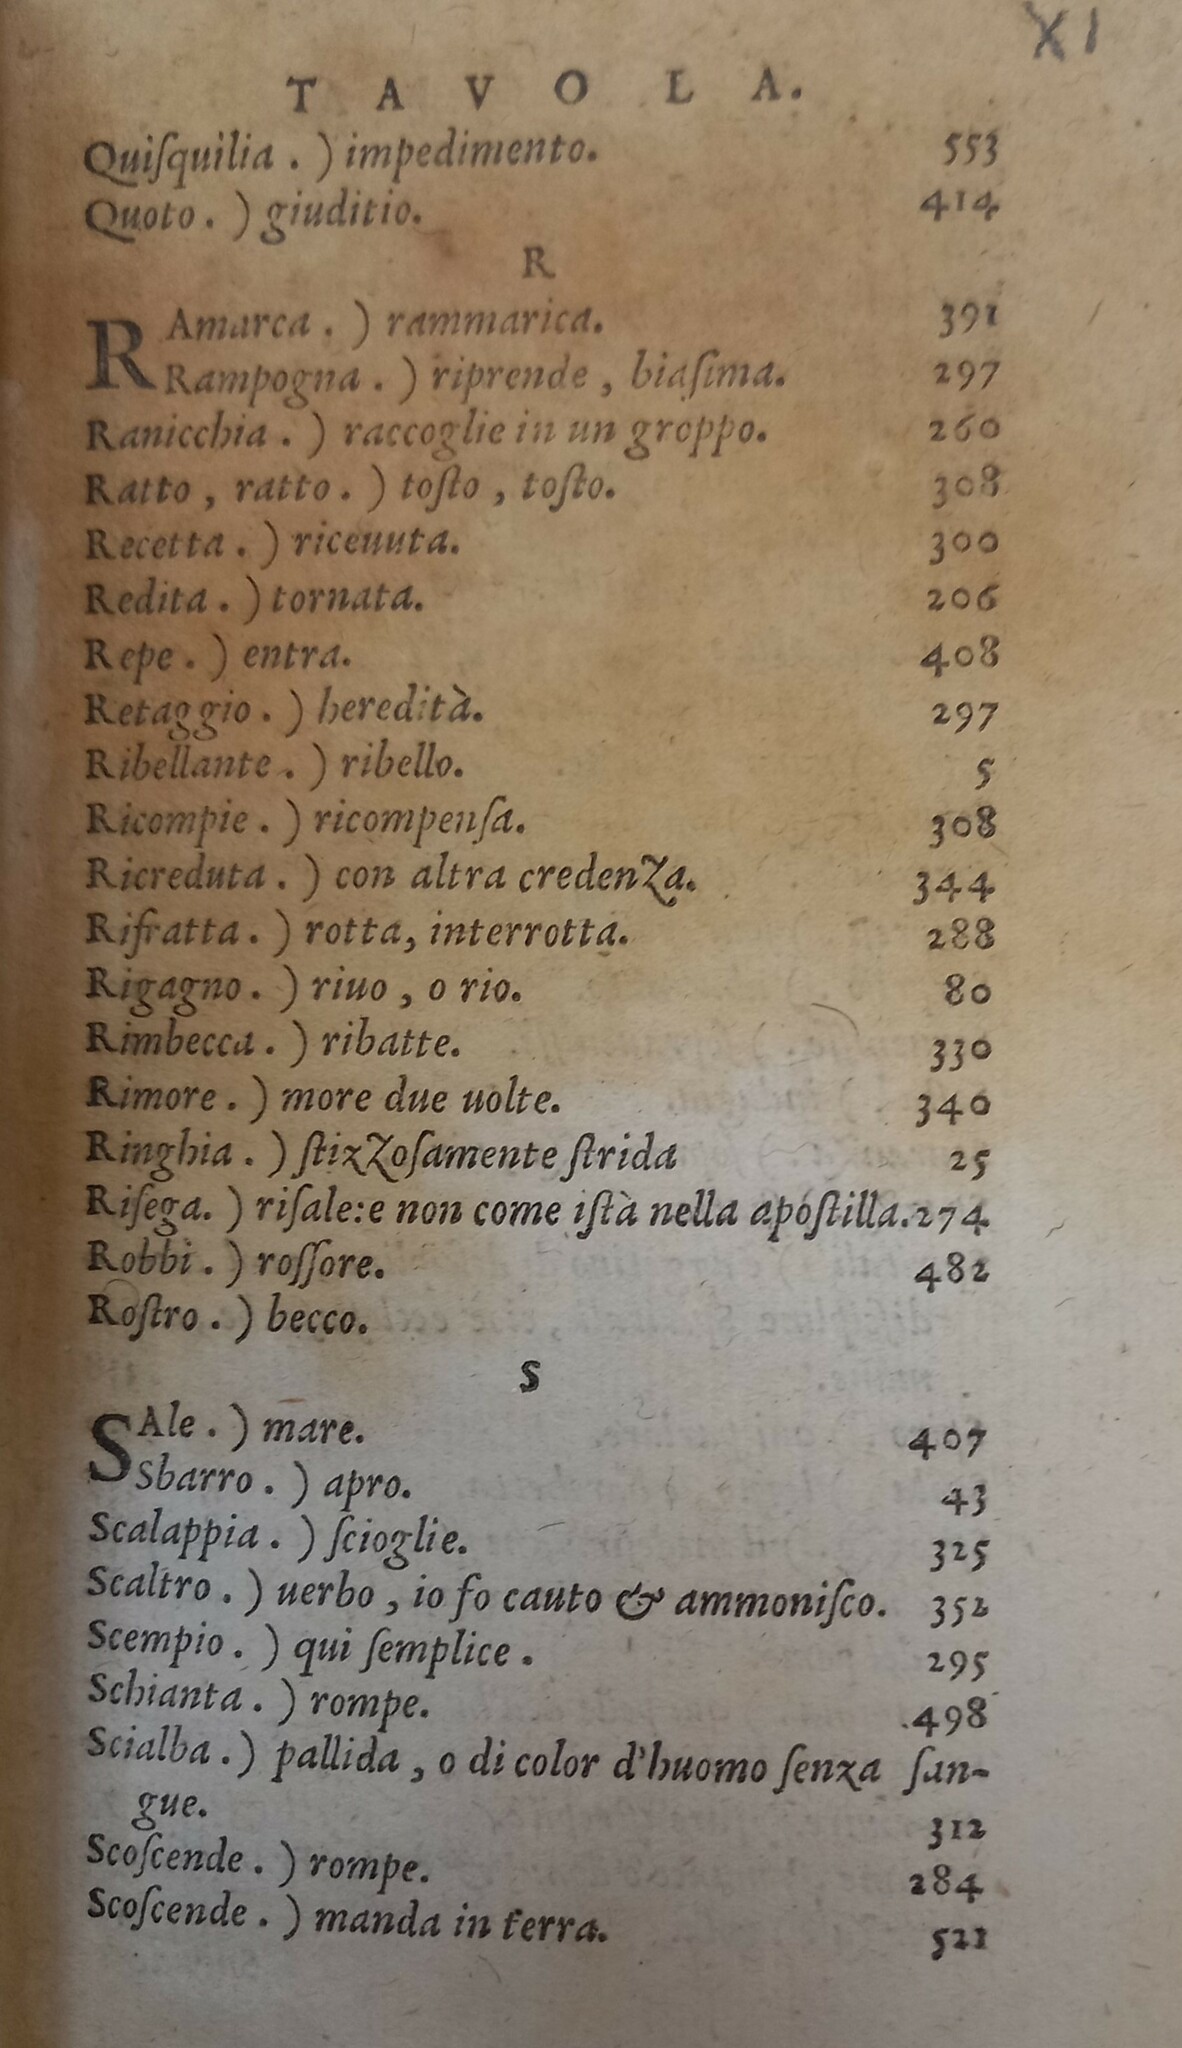 XI
TAVOLA.
Quiſquilia . ) impedimento. 553
Quoto . ) giuditio. 414
R
RAmarca . ) rammarica. 391
Rampogna . ) riprende , biaſima. 297
Ranicchia . ) raccoglie in un groppo. 260
Ratto , ratto . ) toſto , toſto. 308
Recetta . ) riceuuta. 300
Redita . ) tornata. 206
Repe . ) entra. 408
Retaggio . ) heredità. 297
Ribellante . ) ribello. 5
Ricompie . ) ricompenſa. 308
Ricreduta . ) con altra credenza. 344
Rifratta . ) rotta, interrotta. 288
Rigagno . ) riuo , o rio. 80
Rimbecca . ) ribatte. 330
Rimore . ) more due uolte. 340
Ringhia . ) ſtizzoſamente ſtrida 25
Riſega. ) riſale:e non come iſtà nella apoſtilla. 274
Robbi . ) roſſore. 482
Roſtro . ) becco.
S
SAle . ) mare. 407
Sbarro . ) apro. 43
Scalappia . ) ſcioglie. 325
Scaltro . ) uerbo , io fo cauto & ammoniſco. 352
Scempio . ) qui ſemplice . 295
Schianta . ) rompe. 498
Scialba . ) pallida , o di color d'huomo ſenza ſan-
gue. 312
Scoſcende . ) rompe. 284
Scoſcende . ) manda in terra. 521